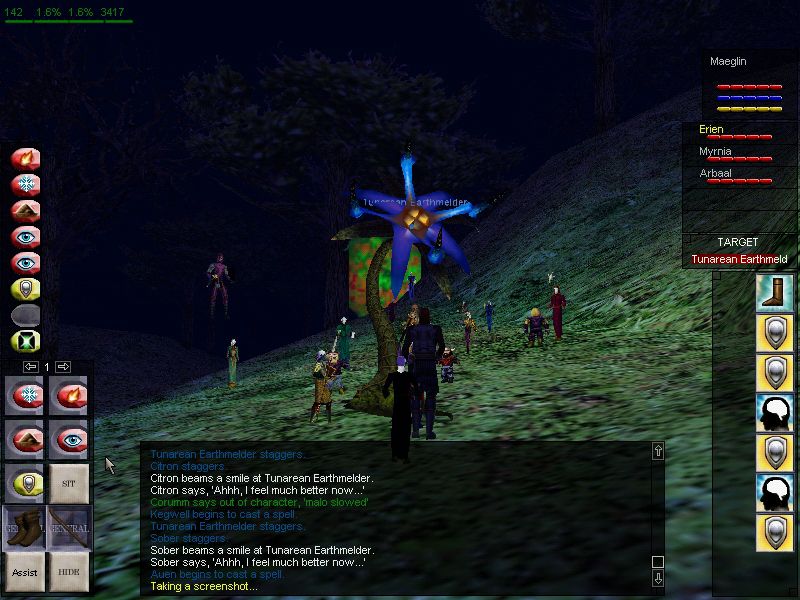 142 1.6% 1.6% 3417
Maeglin
Erien
Myrnia
Arbaal
Tunarean Earthmelder
TARGET
Tunarean Earthmeld
1
SIT
GENERAL
GENERAL
Assist
HIDE
Tunarean Earthmelder staggers.
Citron staggers.
Citron beams a smile at Tunarean Earthmelder.
Citron says, 'Ahhh, I feel much better now...'
Corumm says out of character, 'malo slowed'
Kegwell begins to cast a spell.
Tunarean Earthmelder staggers.
Sober staggers.
Sober beams a smile at Tunarean Earthmelder.
Sober says, 'Ahhh, I feel much better now...'
Auen begins to cast a spell.
Taking a screenshot...